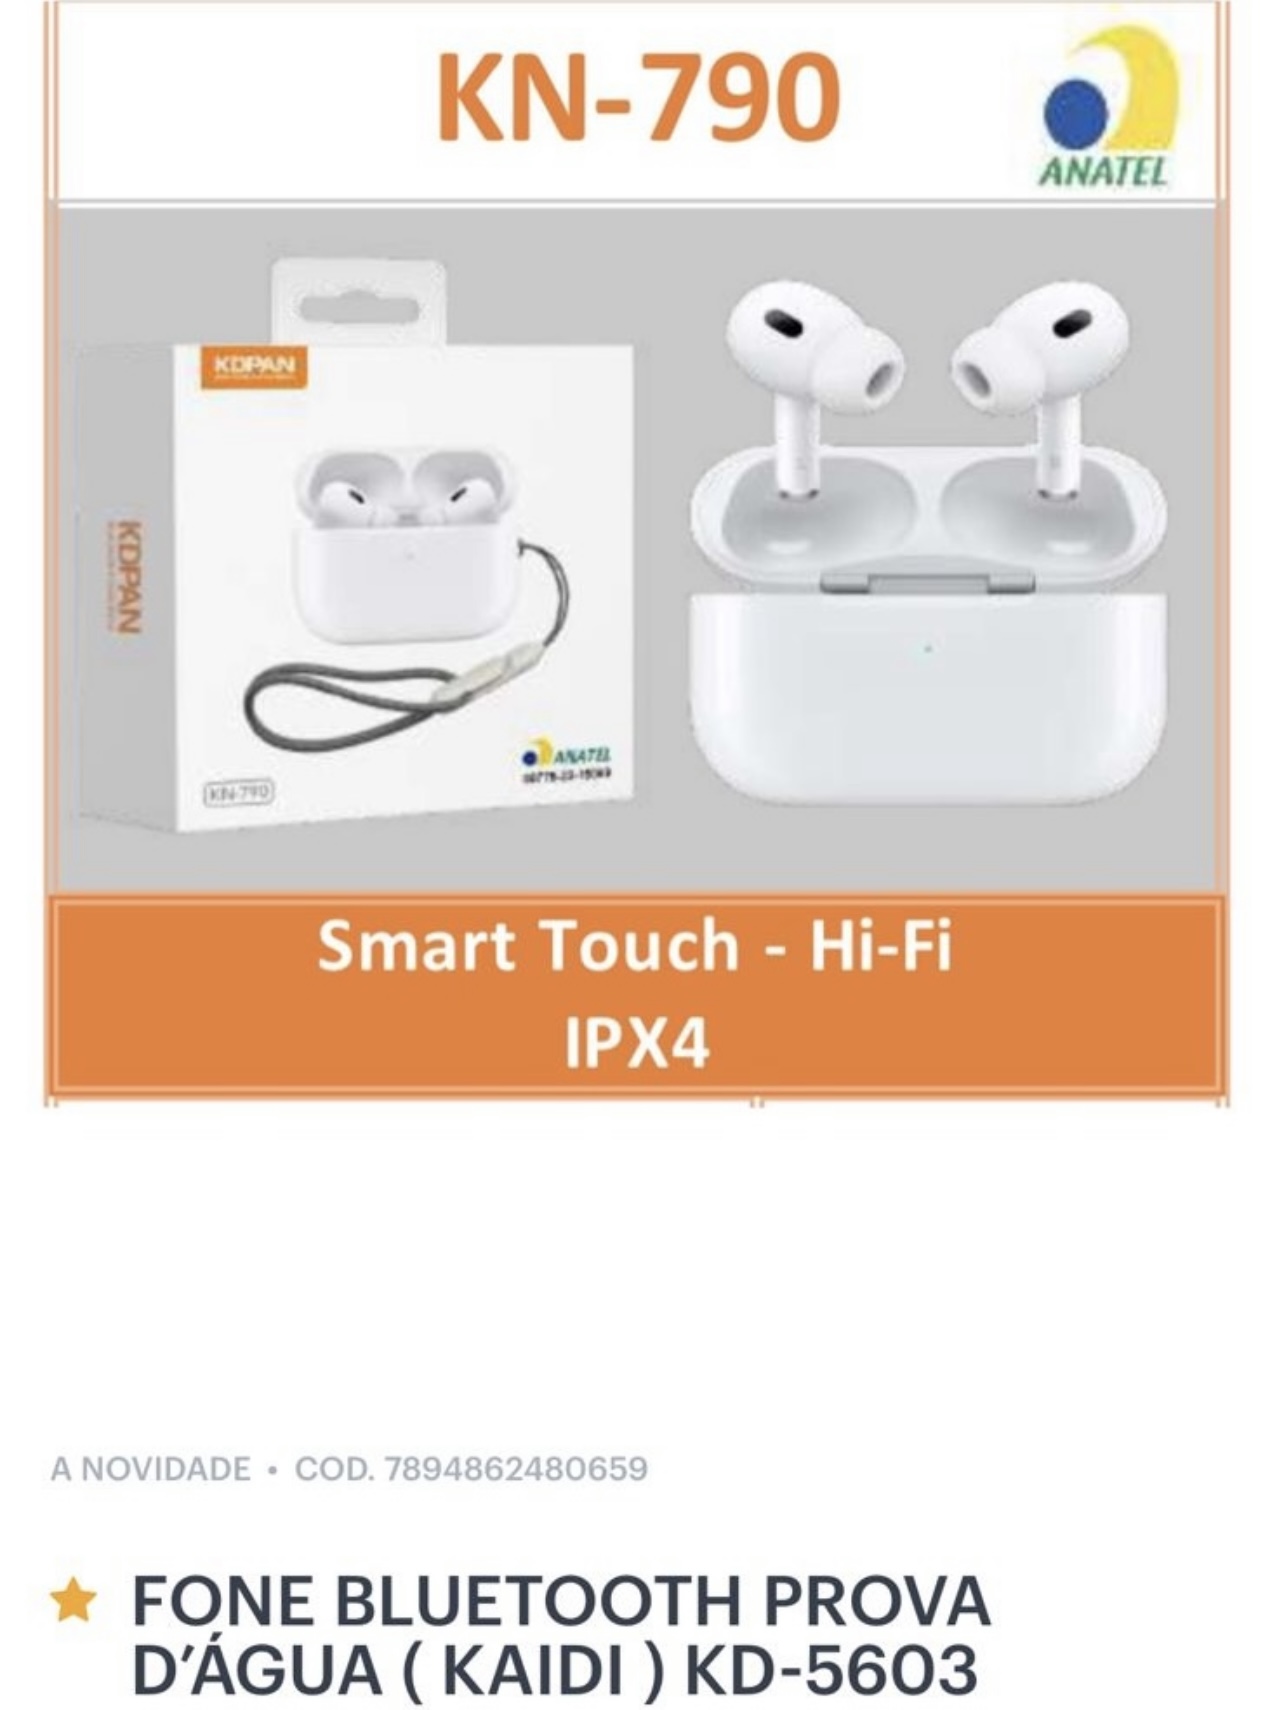 KN-790
ANATEL
KDPAN
KDPAN
ANATEL
KN-790
Smart Touch - Hi-Fi
IPX4
A NOVIDADE • COD. 7894862480659
FONE BLUETOOTH PROVA
D’ÁGUA ( KAIDI ) KD-5603